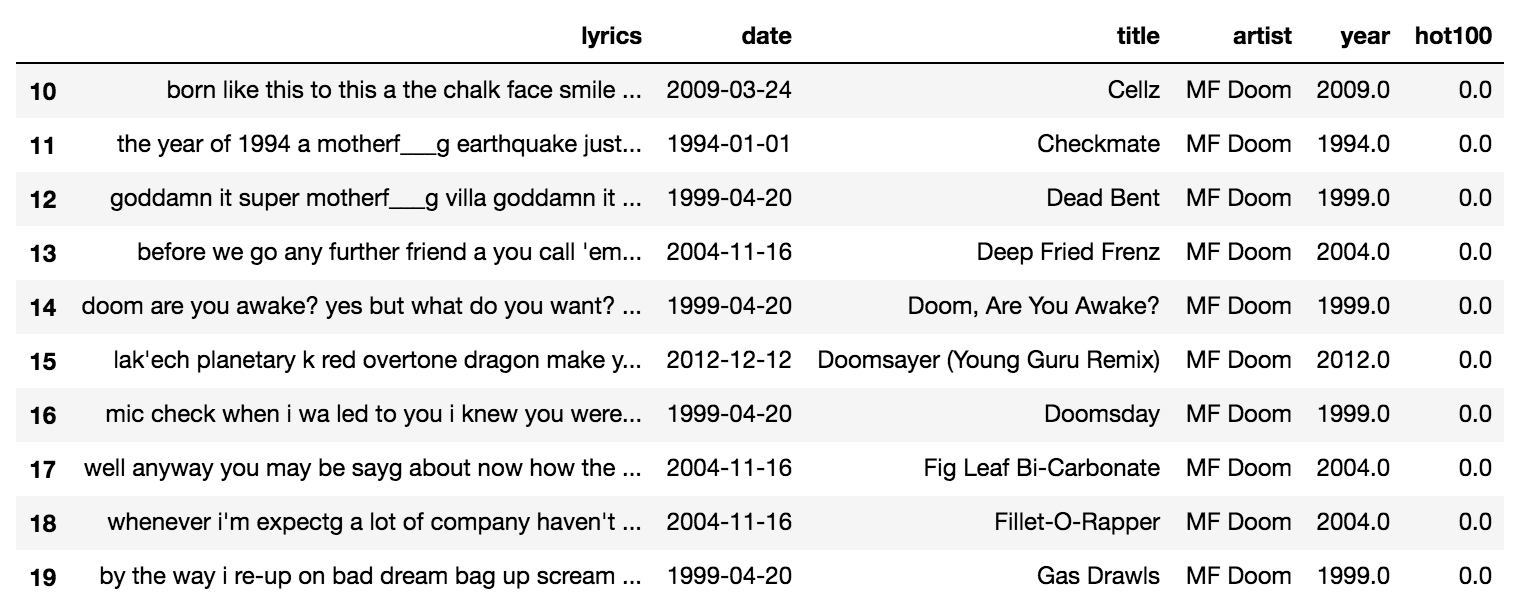 lyrics date title artist year hot100
10 born like this to this a the chalk face smile ... 2009-03-24 Cellz MF Doom 2009.0 0.0
11 the year of 1994 a motherf___g earthquake just... 1994-01-01 Checkmate MF Doom 1994.0 0.0
12 goddamn it super motherf___g villa goddamn it ... 1999-04-20 Dead Bent MF Doom 1999.0 0.0
13 before we go any further friend a you call 'em... 2004-11-16 Deep Fried Frenz MF Doom 2004.0 0.0
14 doom are you awake? yes but what do you want? ... 1999-04-20 Doom, Are You Awake? MF Doom 1999.0 0.0
15 lak'ech planetary k red overtone dragon make y... 2012-12-12 Doomsayer (Young Guru Remix) MF Doom 2012.0 0.0
16 mic check when i wa led to you i knew you were... 1999-04-20 Doomsday MF Doom 1999.0 0.0
17 well anyway you may be sayg about now how the ... 2004-11-16 Fig Leaf Bi-Carbonate MF Doom 2004.0 0.0
18 whenever i'm expectg a lot of company haven't ... 2004-11-16 Fillet-O-Rapper MF Doom 2004.0 0.0
19 by the way i re-up on bad dream bag up scream ... 1999-04-20 Gas Drawls MF Doom 1999.0 0.0